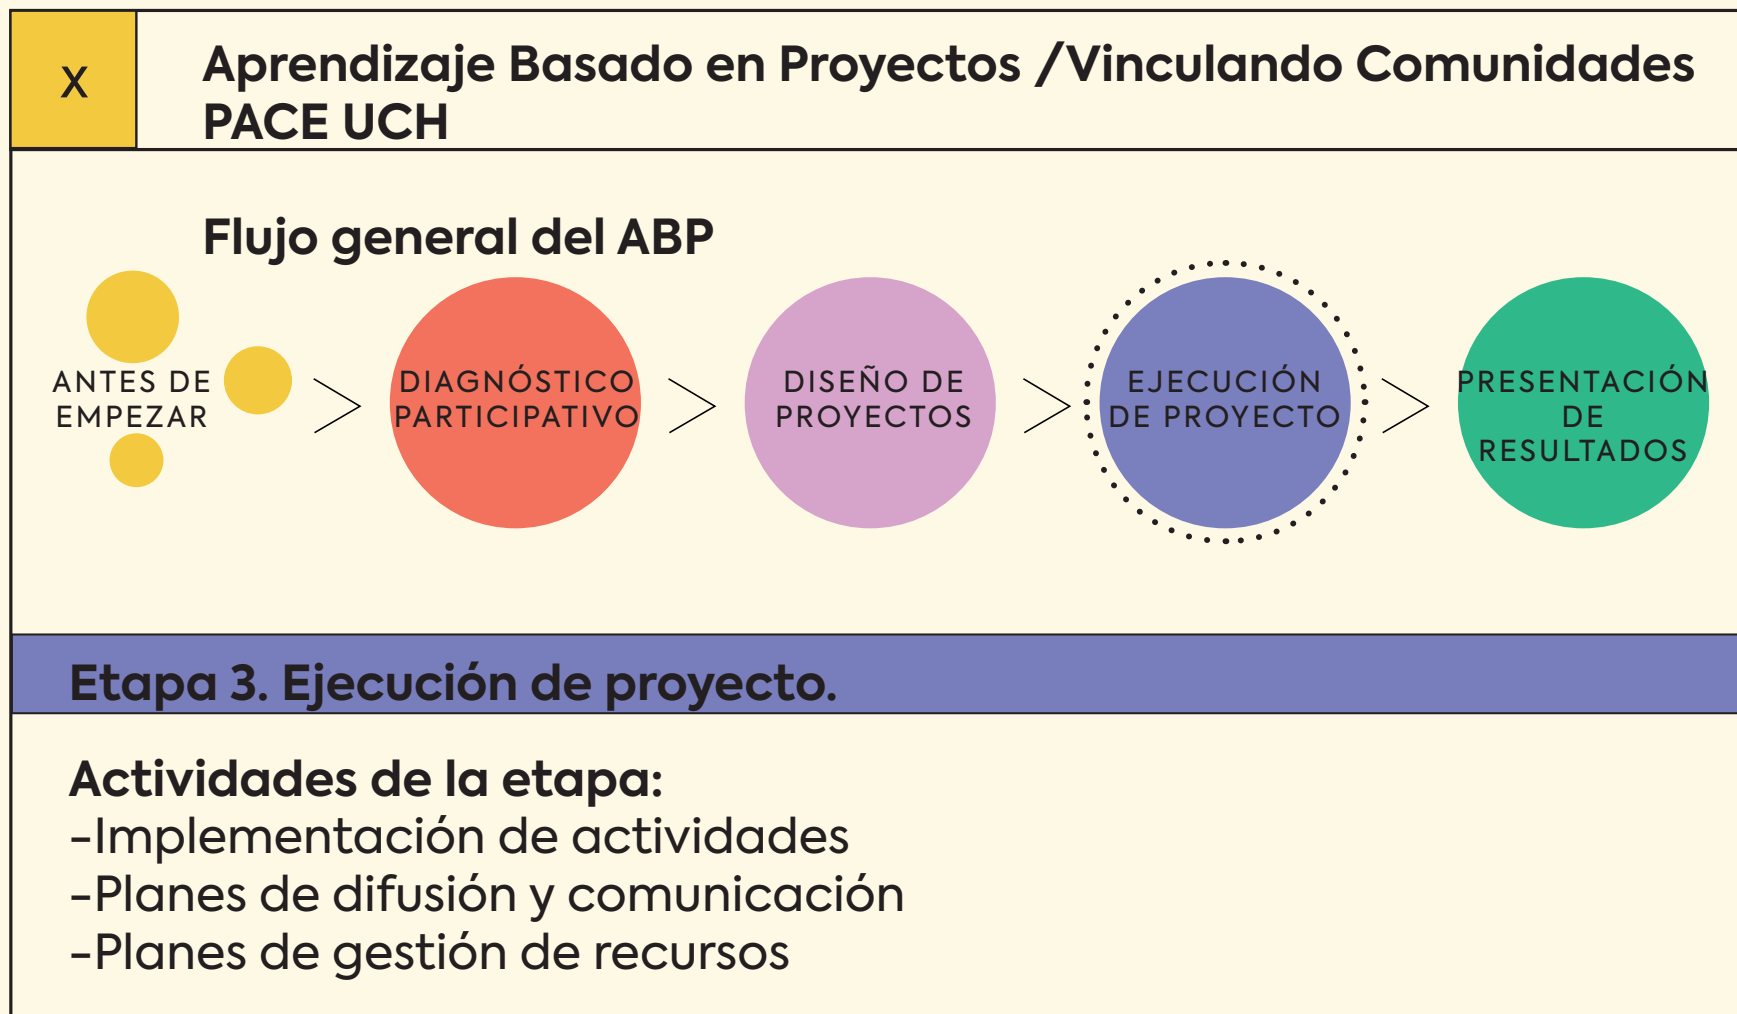 X
Aprendizaje Basado en Proyectos /Vinculando Comunidades
PACE UCH
Flujo general del ABP
ANTES DE
EMPEZAR
DIAGNÓSTICO
PARTICIPATIVO
DISEÑO DE
PROYECTOS
EJECUCIÓN
DE PROYECTO
PRESENTACIÓN
DE
RESULTADOS
Etapa 3. Ejecución de proyecto.
Actividades de la etapa:
-Implementación de actividades
-Planes de difusión y comunicación
-Planes de gestión de recursos